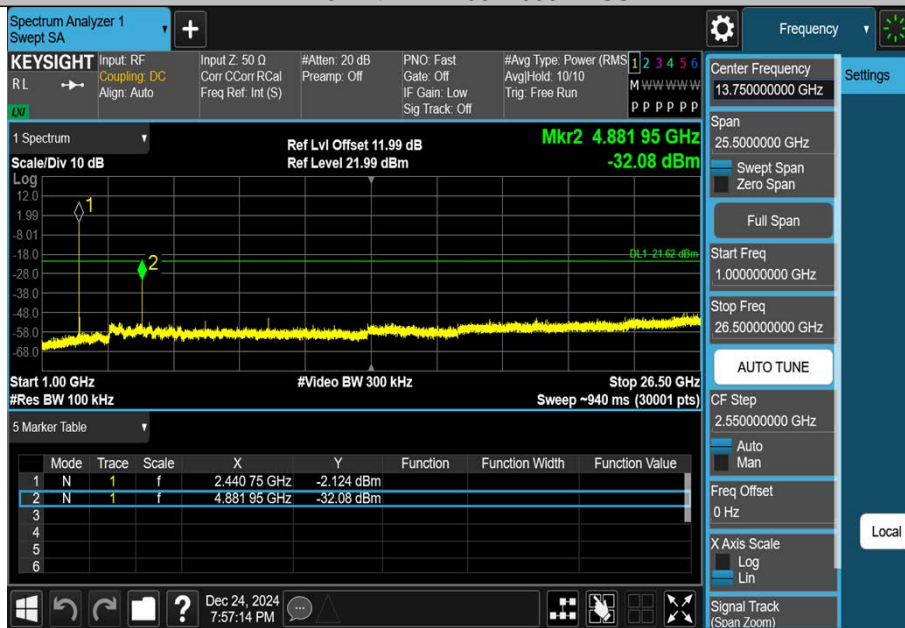 Spectrum Analyzer 1
Swept SA
+
Frequency
KEYSIGHT
RL
LXI
Input: RF
Coupling: DC
Align: Auto
Input Z: 50 Ω
Corr CCorr RCal
Freq Ref: Int (S)
#Atten: 20 dB
Preamp: Off
PNO: Fast
Gate: Off
IF Gain: Low
Sig Track: Off
#Avg Type: Power (RMS
Avg|Hold: 10/10
Trig: Free Run
1 2 3 4 5 6
M W W W W W
P P P P P P
1 Spectrum
Scale/Div 10 dB
Ref Lvl Offset 11.99 dB
Ref Level 21.99 dBm
Mkr2 4.881 95 GHz
-32.08 dBm
Log
12.0
1.99
-8.01
-18.0
-28.0
-38.0
-48.0
-58.0
-68.0
1
2
DL1 -21.62 dBm
Start 1.00 GHz
#Res BW 100 kHz
#Video BW 300 kHz
Stop 26.50 GHz
Sweep ~940 ms (30001 pts)
5 Marker Table
Mode Trace Scale X Y Function Function Width Function Value
1 N 1 f 2.440 75 GHz -2.124 dBm
2 N 1 f 4.881 95 GHz -32.08 dBm
3
4
5
6
?
Dec 24, 2024
7:57:14 PM
Center Frequency
13.750000000 GHz
Span
25.5000000 GHz
Swept Span
Zero Span
Full Span
Start Freq
1.000000000 GHz
Stop Freq
26.500000000 GHz
AUTO TUNE
CF Step
2.550000000 GHz
Auto
Man
Freq Offset
0 Hz
X Axis Scale
Log
Lin
Signal Track
(Span Zoom)
Settings
Local